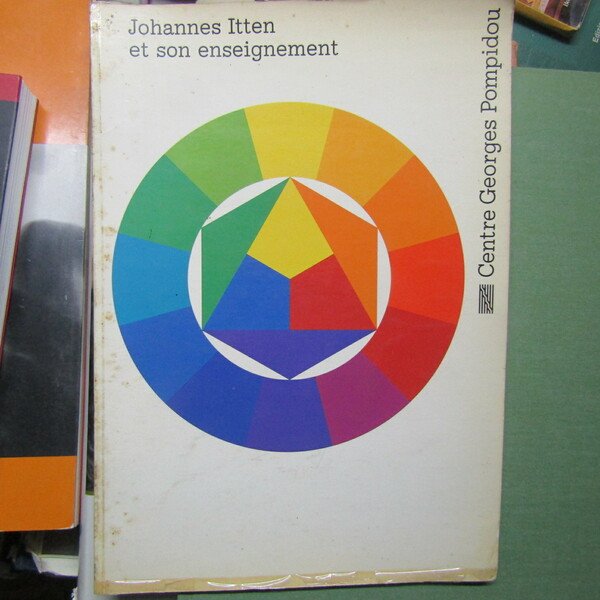 Johannes Itten
et son enseignement
Centre Georges Pompidou